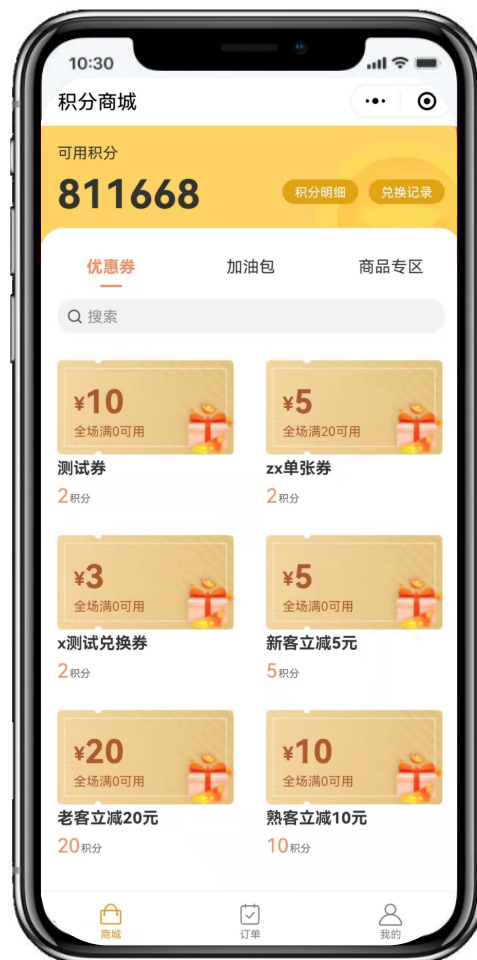 10:30
积分商城
可用积分
811668
积分明细 兑换记录
优惠券 加油包 商品专区
搜索
¥10 ¥5
全场满0可用 全场满20可用
测试券 zx单张券
2积分 2积分
¥3 ¥5
全场满0可用 全场满0可用
x测试兑换券 新客立减5元
2积分 5积分
¥20 ¥10
全场满0可用 全场满0可用
老客立减20元 熟客立减10元
20积分 10积分
商城 订单 我的